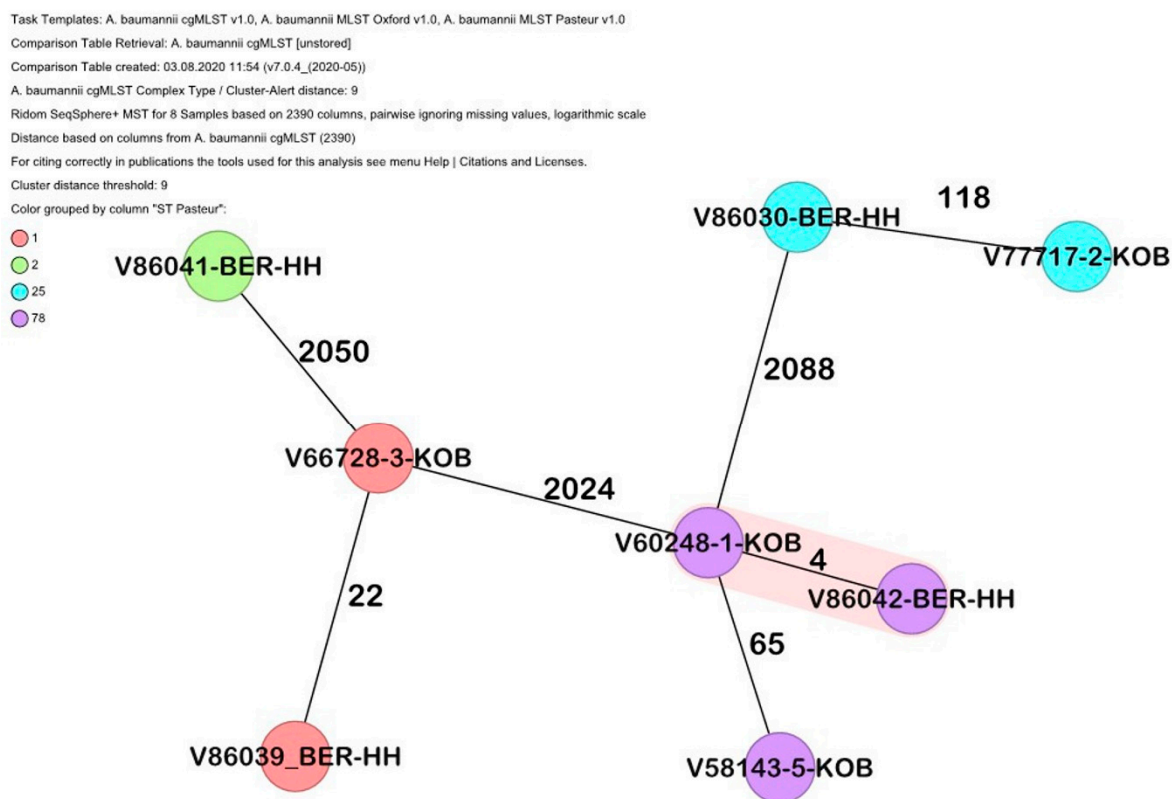 Task Templates: A. baumannii cgMLST v1.0, A. baumannii MLST Oxford v1.0, A. baumannii MLST Pasteur v1.0
Comparison Table Retrieval: A. baumannii cgMLST [unstored]
Comparison Table created: 03.08.2020 11:54 (v7.0.4_(2020-05))
A. baumannii cgMLST Complex Type / Cluster-Alert distance: 9
Ridom SeqSphere+ MST for 8 Samples based on 2390 columns, pairwise ignoring missing values, logarithmic scale
Distance based on columns from A. baumannii cgMLST (2390)
For citing correctly in publications the tools used for this analysis see menu Help | Citations and Licenses.
Cluster distance threshold: 9
Color grouped by column "ST Pasteur":
1
2
25
78
118
V86030-BER-HH
V77717-2-KOB
V86041-BER-HH
2050
2088
V66728-3-KOB
2024
V60248-1-KOB
4
V86042-BER-HH
22
65
V86039_BER-HH
V58143-5-KOB